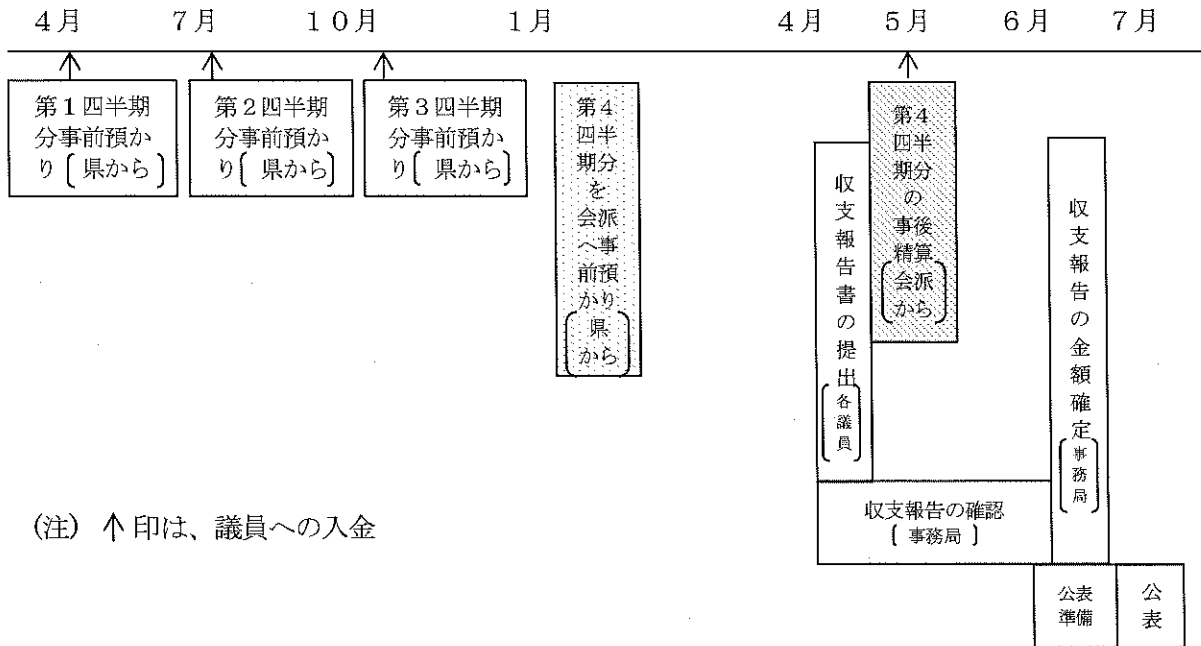 4月 7月 10月 1月 4月 5月 6月 7月
第1四半期
分事前預か
り〔県から〕
第2四半期
分事前預か
り〔県から〕
第3四半期
分事前預か
り〔県から〕
第4四半期分を
会派へ事前預かり
〔県から〕
収支報告書の提出〔各議員〕
第4四半期分の
事後精算
〔会派から〕
収支報告の金額確定〔事務局〕
収支報告の確認
〔事務局〕
公表
準備
公表
(注) ↑印は、議員への入金